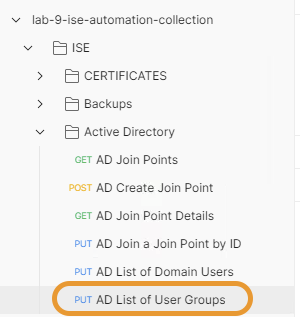 lab-9-ise-automation-collection
ISE
CERTIFICATES
Backups
Active Directory
GET AD Join Points
POST AD Create Join Point
GET AD Join Point Details
PUT AD Join a Join Point by ID
PUT AD List of Domain Users
PUT AD List of User Groups